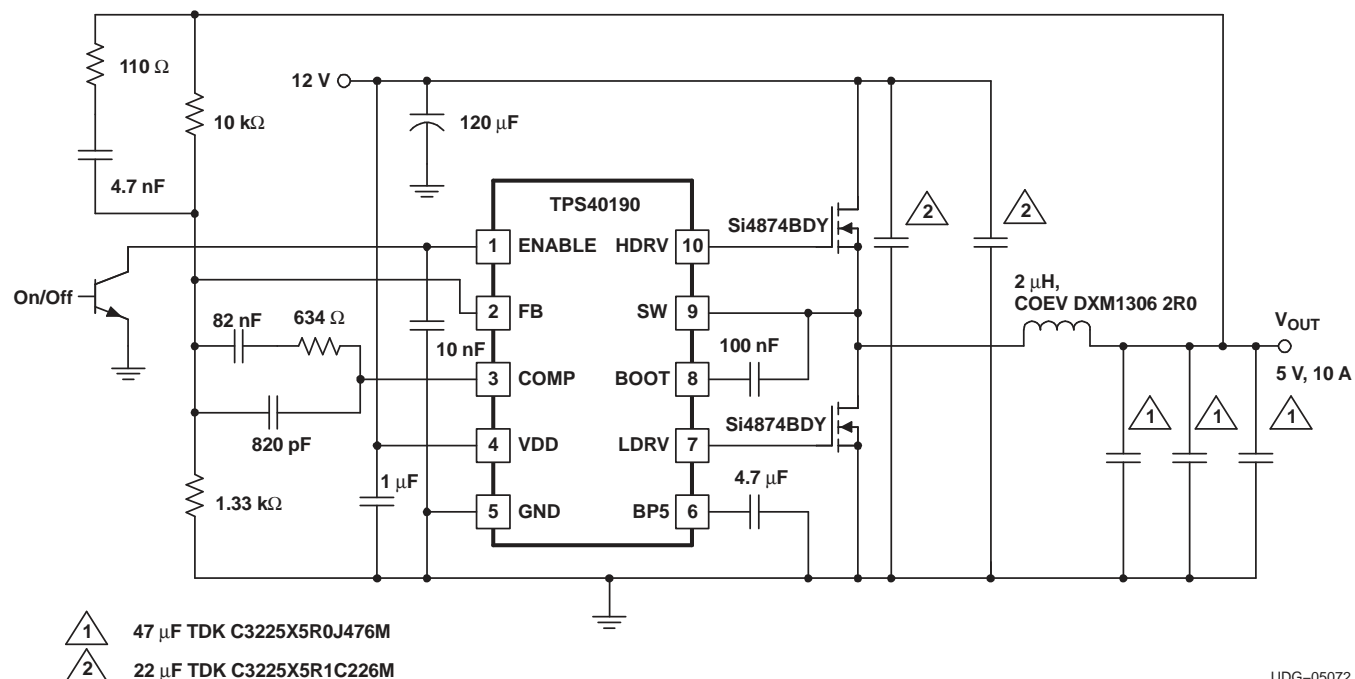 110 Ω
10 kΩ
4.7 nF
12 V
120 μF
TPS40190
1 ENABLE HDRV 10
2 FB SW 9
3 COMP BOOT 8
4 VDD LDRV 7
5 GND BP5 6
On/Off
82 nF
634 Ω
820 pF
1.33 kΩ
10 nF
1 μF
Si4874BDY
100 nF
Si4874BDY
4.7 μF
2
2
2 μH,
COEV DXM1306 2R0
VOUT
5 V, 10 A
1
1
1
1 47 μF TDK C3225X5R0J476M
2 22 μF TDK C3225X5R1C226M
UDG–05072